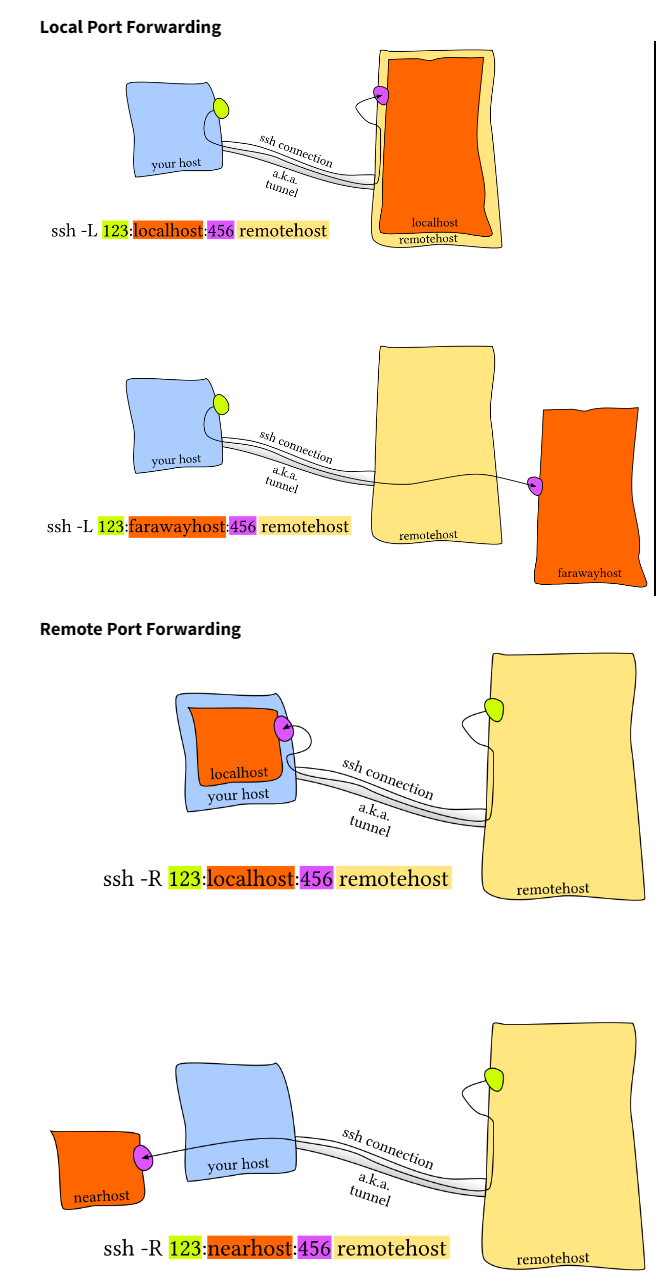 Local Port Forwarding
ssh connection
a.k.a.
tunnel
your host
localhost
remotehost
ssh -L 123:localhost:456 remotehost
ssh connection
a.k.a.
tunnel
your host
remotehost
farawayhost
ssh -L 123:farawayhost:456 remotehost
Remote Port Forwarding
ssh connection
localhost
your host
a.k.a.
tunnel
remotehost
ssh -R 123:localhost:456 remotehost
ssh connection
your host
a.k.a.
tunnel
nearhost
remotehost
ssh -R 123:nearhost:456 remotehost